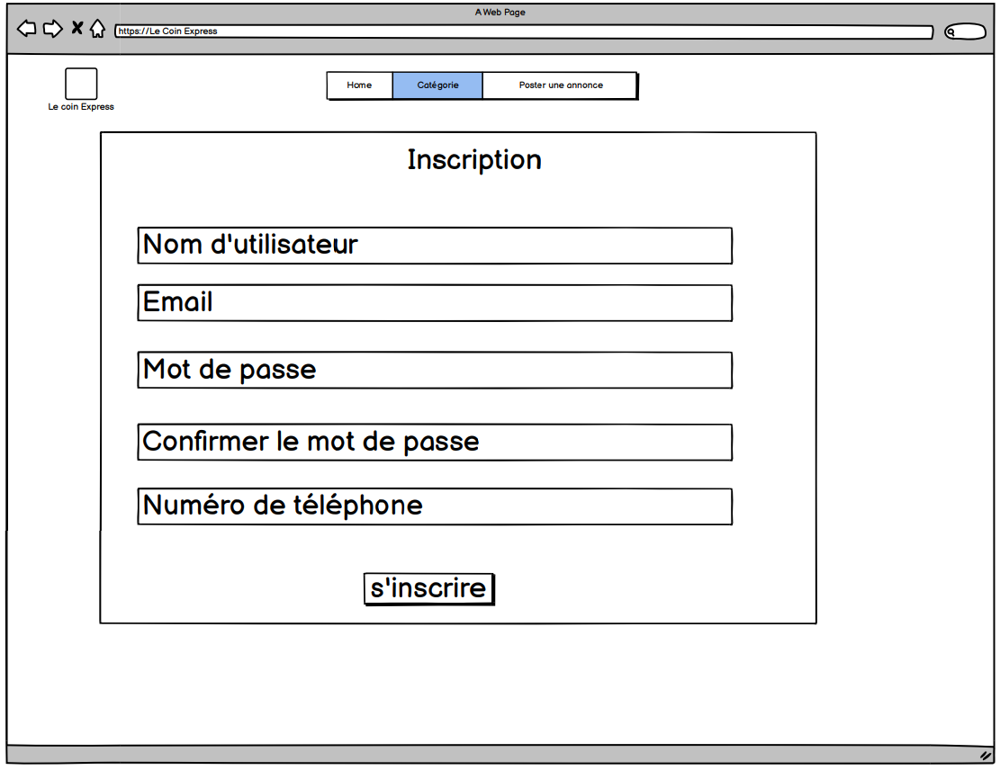 A Web Page
https://Le Coin Express
Le coin Express
Home
Catégorie
Poster une annonce
Inscription
Nom d'utilisateur
Email
Mot de passe
Confirmer le mot de passe
Numéro de téléphone
s'inscrire